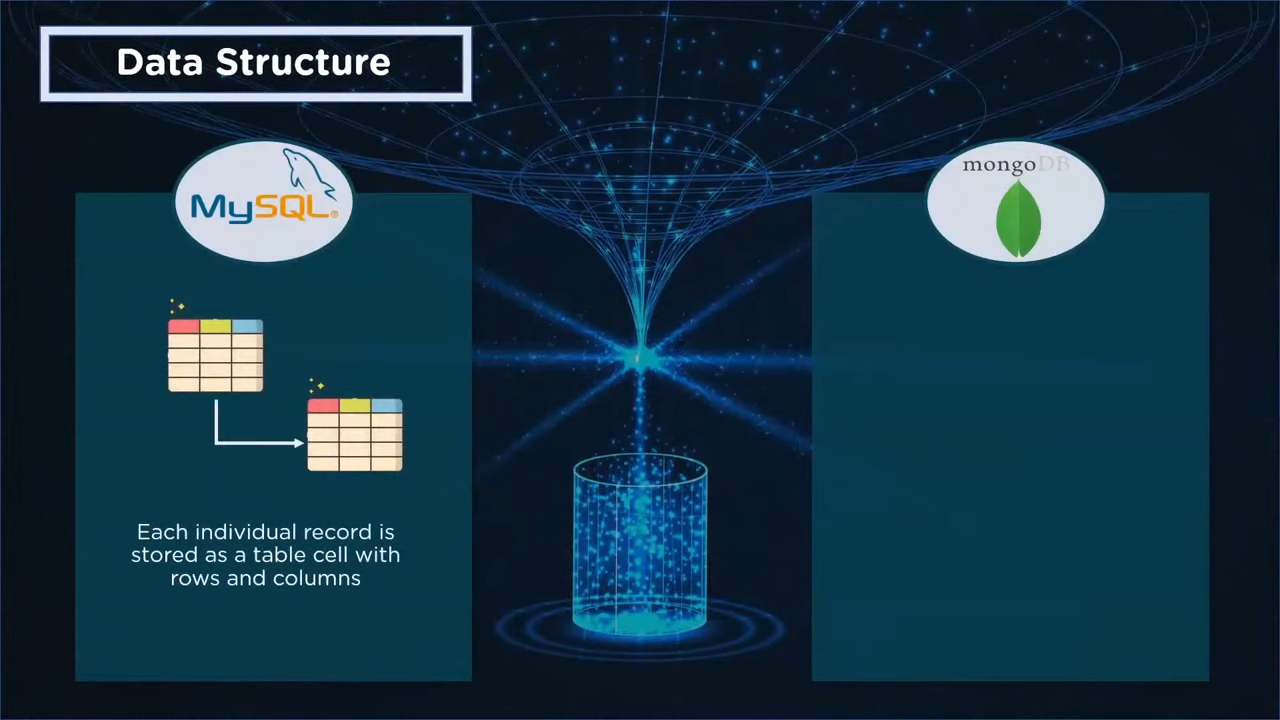 Data Structure
MySQL®
mongoDB
Each individual record is
stored as a table cell with
rows and columns